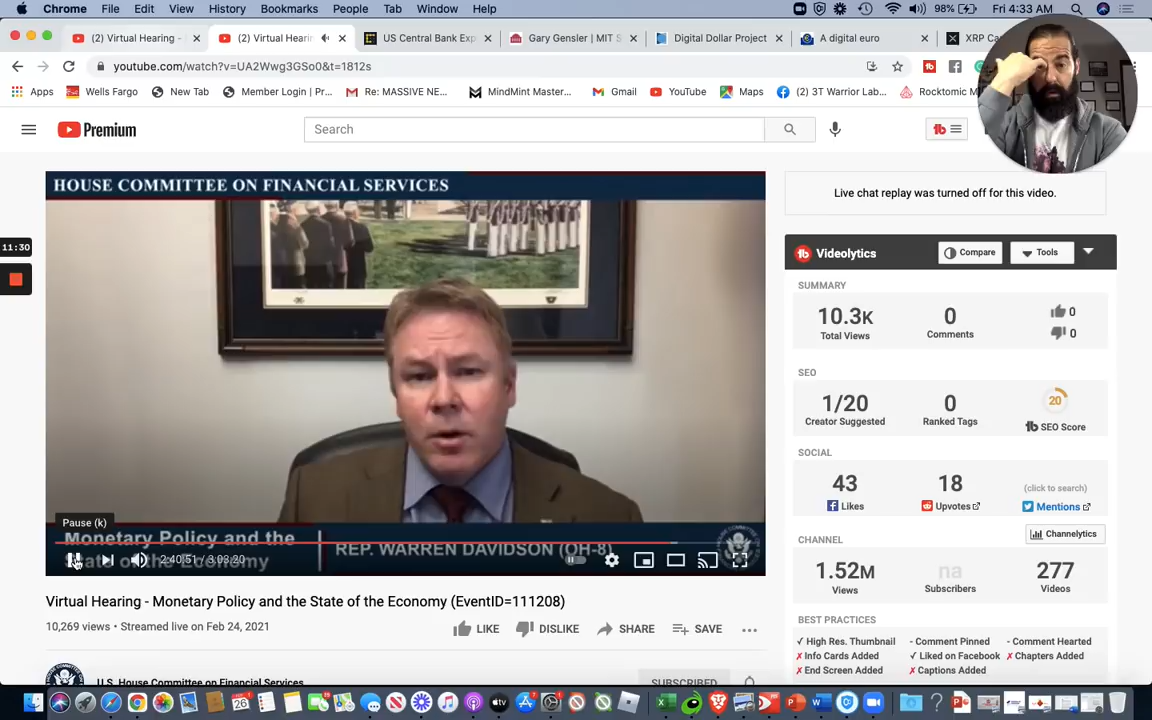 Chrome File Edit View History Bookmarks People Tab Window Help 98% Fri 4:33 AM
(2) Virtual Hearing - (2) Virtual Heari US Central Bank Exp Gary Gensler | MIT S Digital Dollar Project A digital euro XRP Ca
youtube.com/watch?v=UA2Wwg3GSo0&t=1812s
Apps Wells Fargo New Tab Member Login | Pr... Re: MASSIVE NE... MindMint Master... Gmail YouTube Maps (2) 3T Warrior Lab... Rocktomic M
Premium Search
HOUSE COMMITTEE ON FINANCIAL SERVICES
Live chat replay was turned off for this video.
11:30
Videolytics Compare Tools
SUMMARY
10.3K 0 0
Total Views Comments 0
SEO
1/20 0 20
Creator Suggested Ranked Tags SEO Score
SOCIAL
43 18 (click to search)
Likes Upvotes Mentions
Pause (k)
Monetary Policy and the
State of the Economy
REP. WARREN DAVIDSON (OH-8)
2:40:51 / 3:03:20
CHANNEL Channelytics
1.52M na 277
Views Subscribers Videos
Virtual Hearing - Monetary Policy and the State of the Economy (EventID=111208)
10,269 views • Streamed live on Feb 24, 2021
LIKE DISLIKE SHARE SAVE
BEST PRACTICES
✓ High Res. Thumbnail - Comment Pinned - Comment Hearted
✗ Info Cards Added ✓ Liked on Facebook ✗ Chapters Added
✗ End Screen Added ✗ Captions Added
U.S. House Committee on Financial Services
SUBSCRIBED